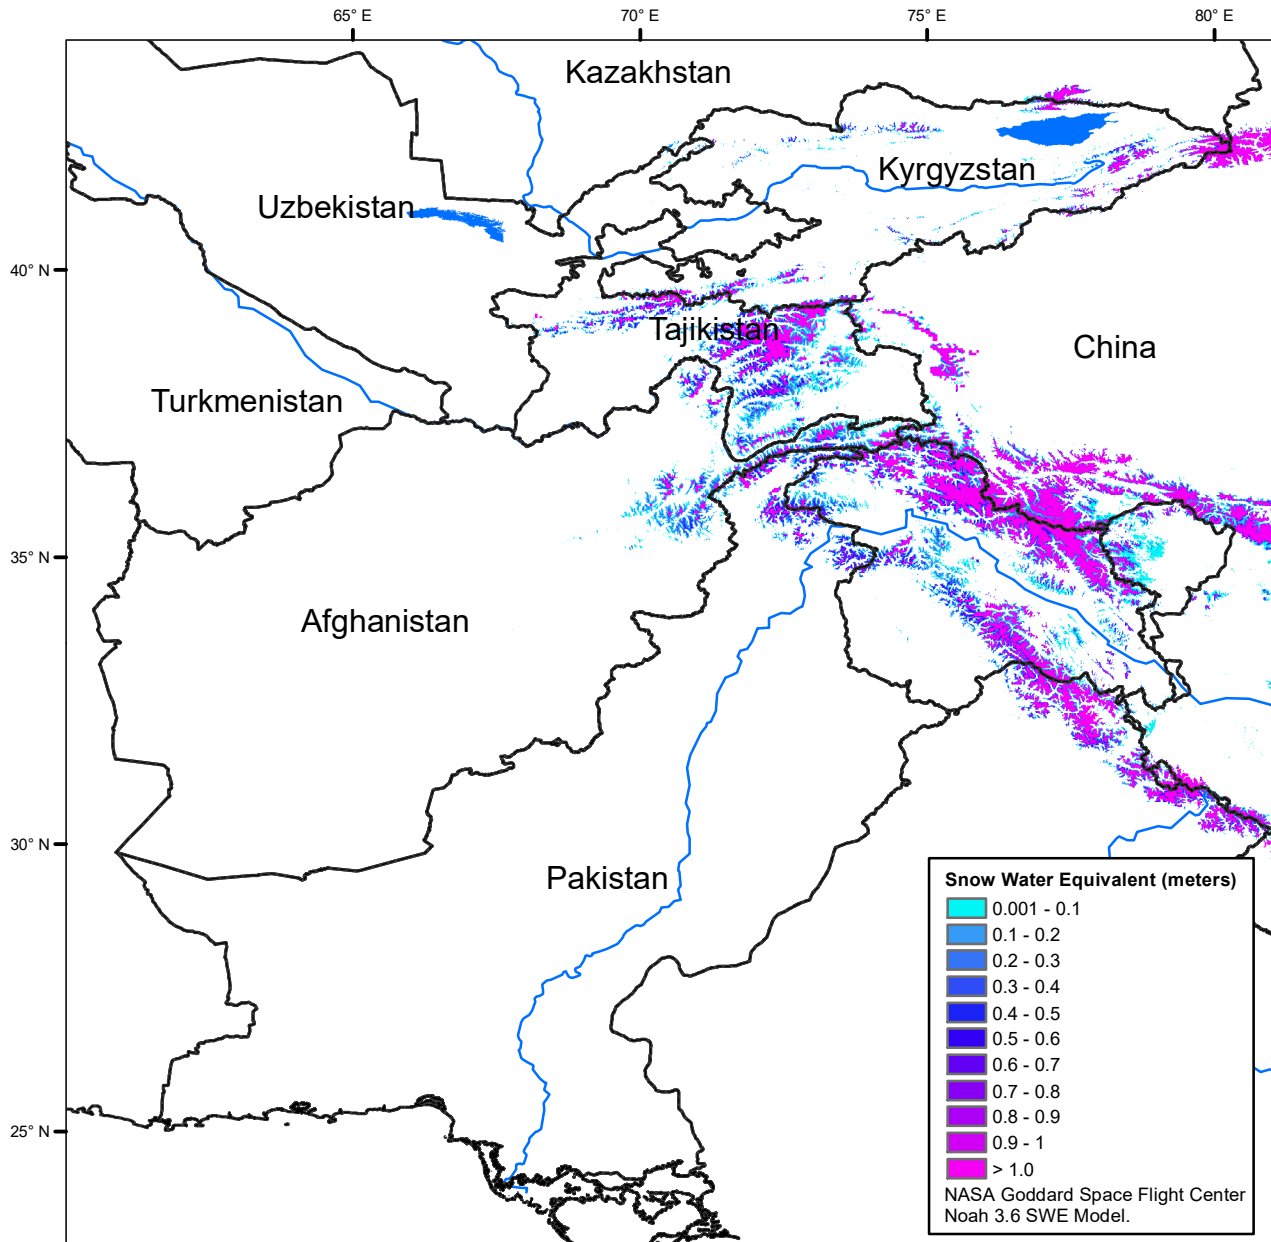 65° E
70° E
75° E
80° E
Kazakhstan
Kyrgyzstan
Uzbekistan
40° N
Tajikistan
China
Turkmenistan
35° N
Afghanistan
30° N
Pakistan
25° N
Snow Water Equivalent (meters)
0.001 - 0.1
0.1 - 0.2
0.2 - 0.3
0.3 - 0.4
0.4 - 0.5
0.5 - 0.6
0.6 - 0.7
0.7 - 0.8
0.8 - 0.9
0.9 - 1
> 1.0
NASA Goddard Space Flight Center
Noah 3.6 SWE Model.